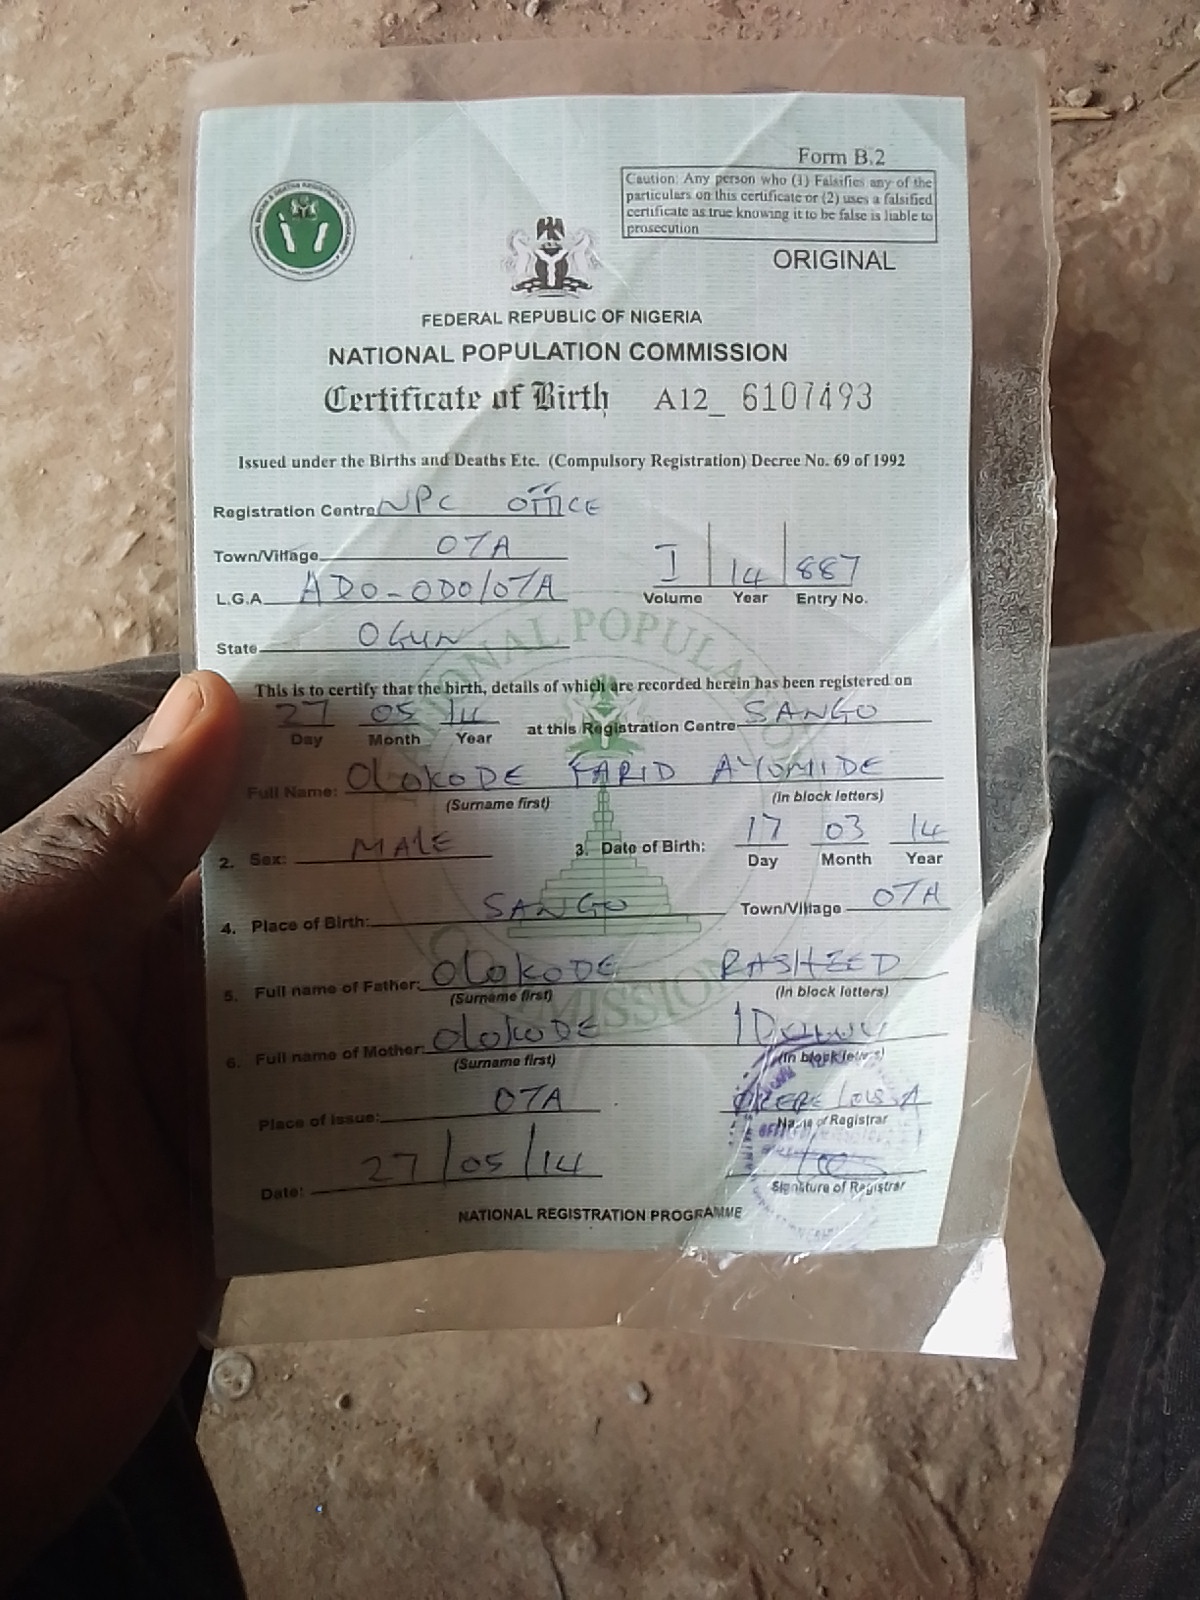 Form B.2
Caution: Any person who (1) Falsifies any of the
particulars on this certificate or (2) uses a falsified
certificate as true knowing it to be false is liable to
prosecution
ORIGINAL
FEDERAL REPUBLIC OF NIGERIA
NATIONAL POPULATION COMMISSION
Certificate of Birth A12_ 6107493
Issued under the Births and Deaths Etc. (Compulsory Registration) Decree No. 69 of 1992
Registration Centre NPC OFFICE
Town/Village OTA
L.G.A ADO-ODO/OTA
I 14 887
Volume Year Entry No.
State OGUN
This is to certify that the birth, details of which are recorded herein has been registered on
27 05 14 at this Registration Centre SANGO
Day Month Year
Full Name: OLOKODE FARID AYOMIDE
(Surname first) (In block letters)
2. Sex: MALE 3. Date of Birth: 17 03 14
Day Month Year
4. Place of Birth: SANGO Town/Village OTA
5. Full name of Father: OLOKODE RASHEED
(Surname first) (In block letters)
6. Full name of Mother: OLOKODE IDOWU
(Surname first) (In block letters)
Place of Issue: OTA
Name of Registrar
Date: 27/05/14
Signature of Registrar
NATIONAL REGISTRATION PROGRAMME
NATIONAL POPULATION COMMISSION